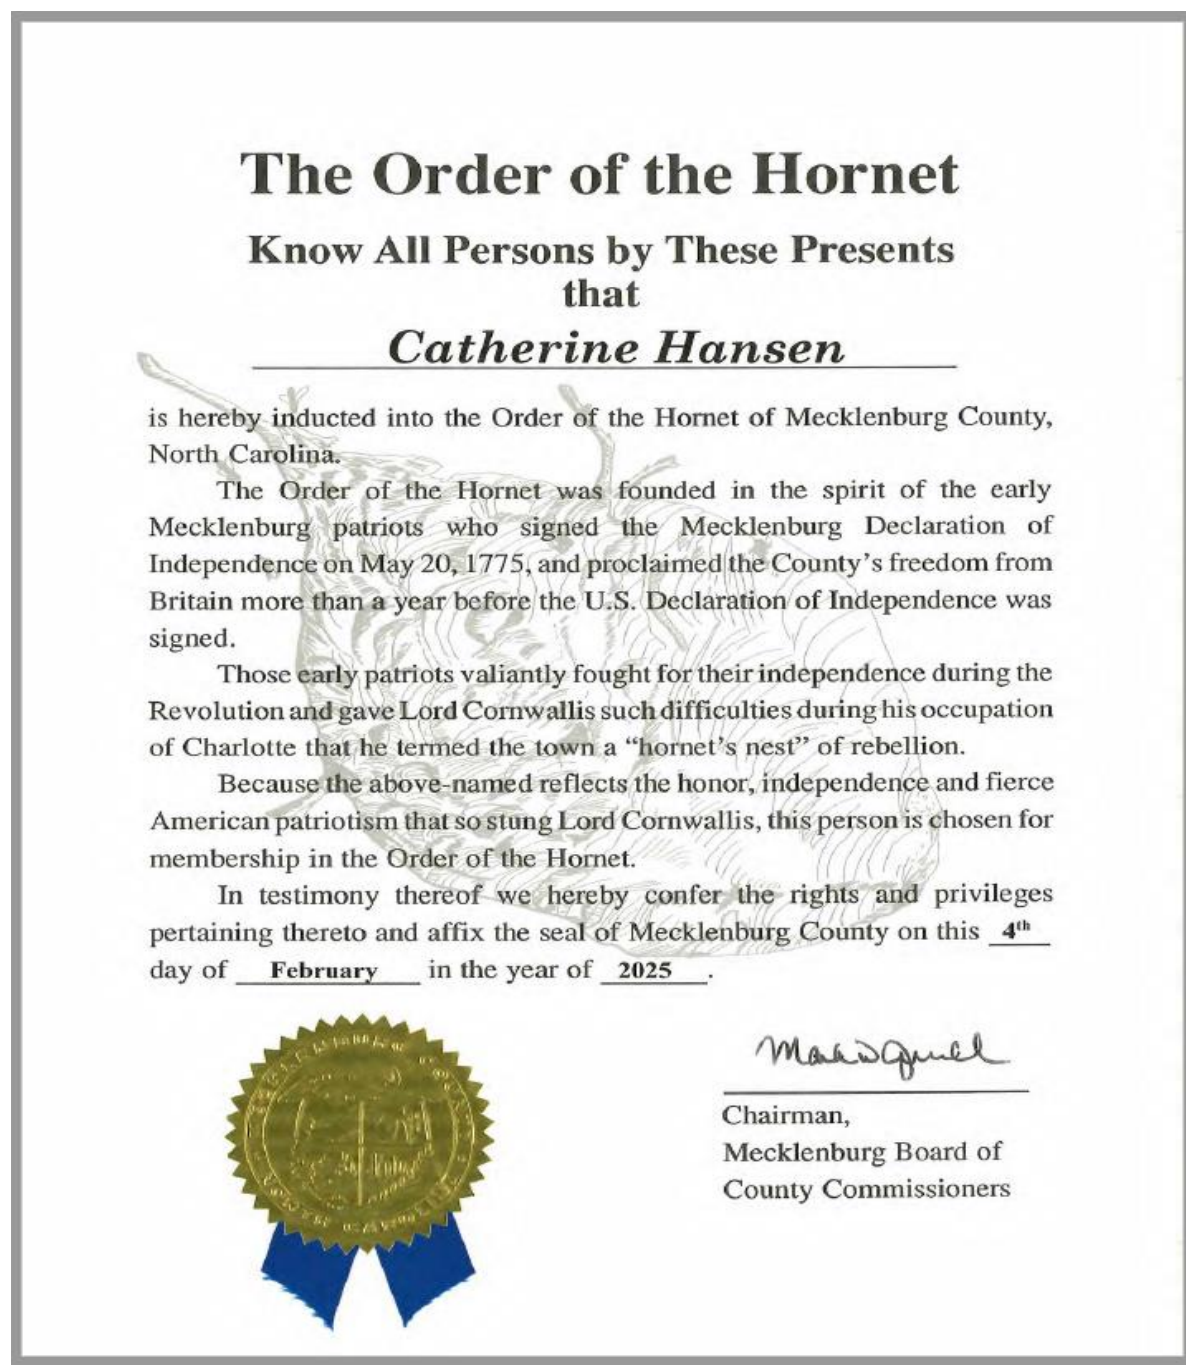 The Order of the Hornet
Know All Persons by These Presents
that
Catherine Hansen
is hereby inducted into the Order of the Hornet of Mecklenburg County,
North Carolina.
The Order of the Hornet was founded in the spirit of the early
Mecklenburg patriots who signed the Mecklenburg Declaration of
Independence on May 20, 1775, and proclaimed the County's freedom from
Britain more than a year before the U.S. Declaration of Independence was
signed.
Those early patriots valiantly fought for their independence during the
Revolution and gave Lord Cornwallis such difficulties during his occupation
of Charlotte that he termed the town a “hornet's nest” of rebellion.
Because the above-named reflects the honor, independence and fierce
American patriotism that so stung Lord Cornwallis, this person is chosen for
membership in the Order of the Hornet.
In testimony thereof we hereby confer the rights and privileges
pertaining thereto and affix the seal of Mecklenburg County on this 4th
day of February in the year of 2025.
Chairman,
Mecklenburg Board of
County Commissioners